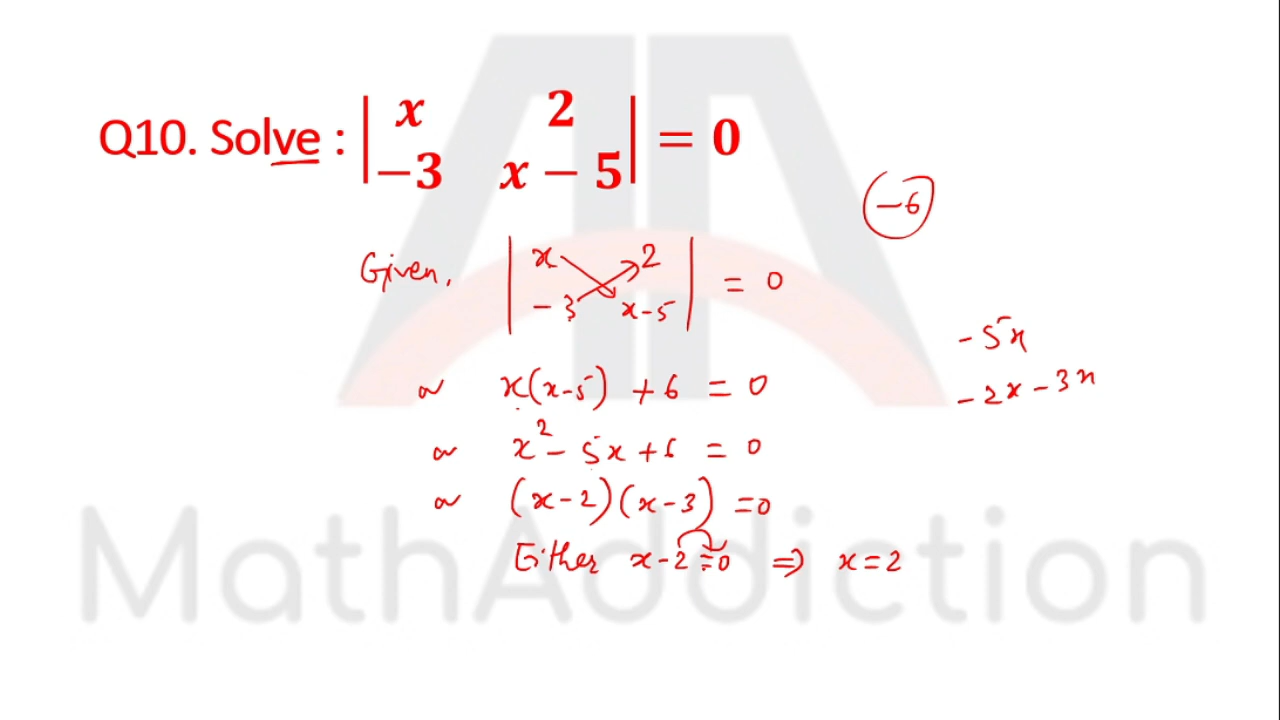 Q10. Solve : | x 2 | = 0
| −3 x − 5 |
−6
Given, | x 2 | = 0
| −3 x−5 |
−5x
−2x −3x
or x(x−5) + 6 = 0
or x² − 5x + 6 = 0
or (x−2)(x−3) = 0
Either x−2 = 0 ⇒ x = 2
MathAddiction